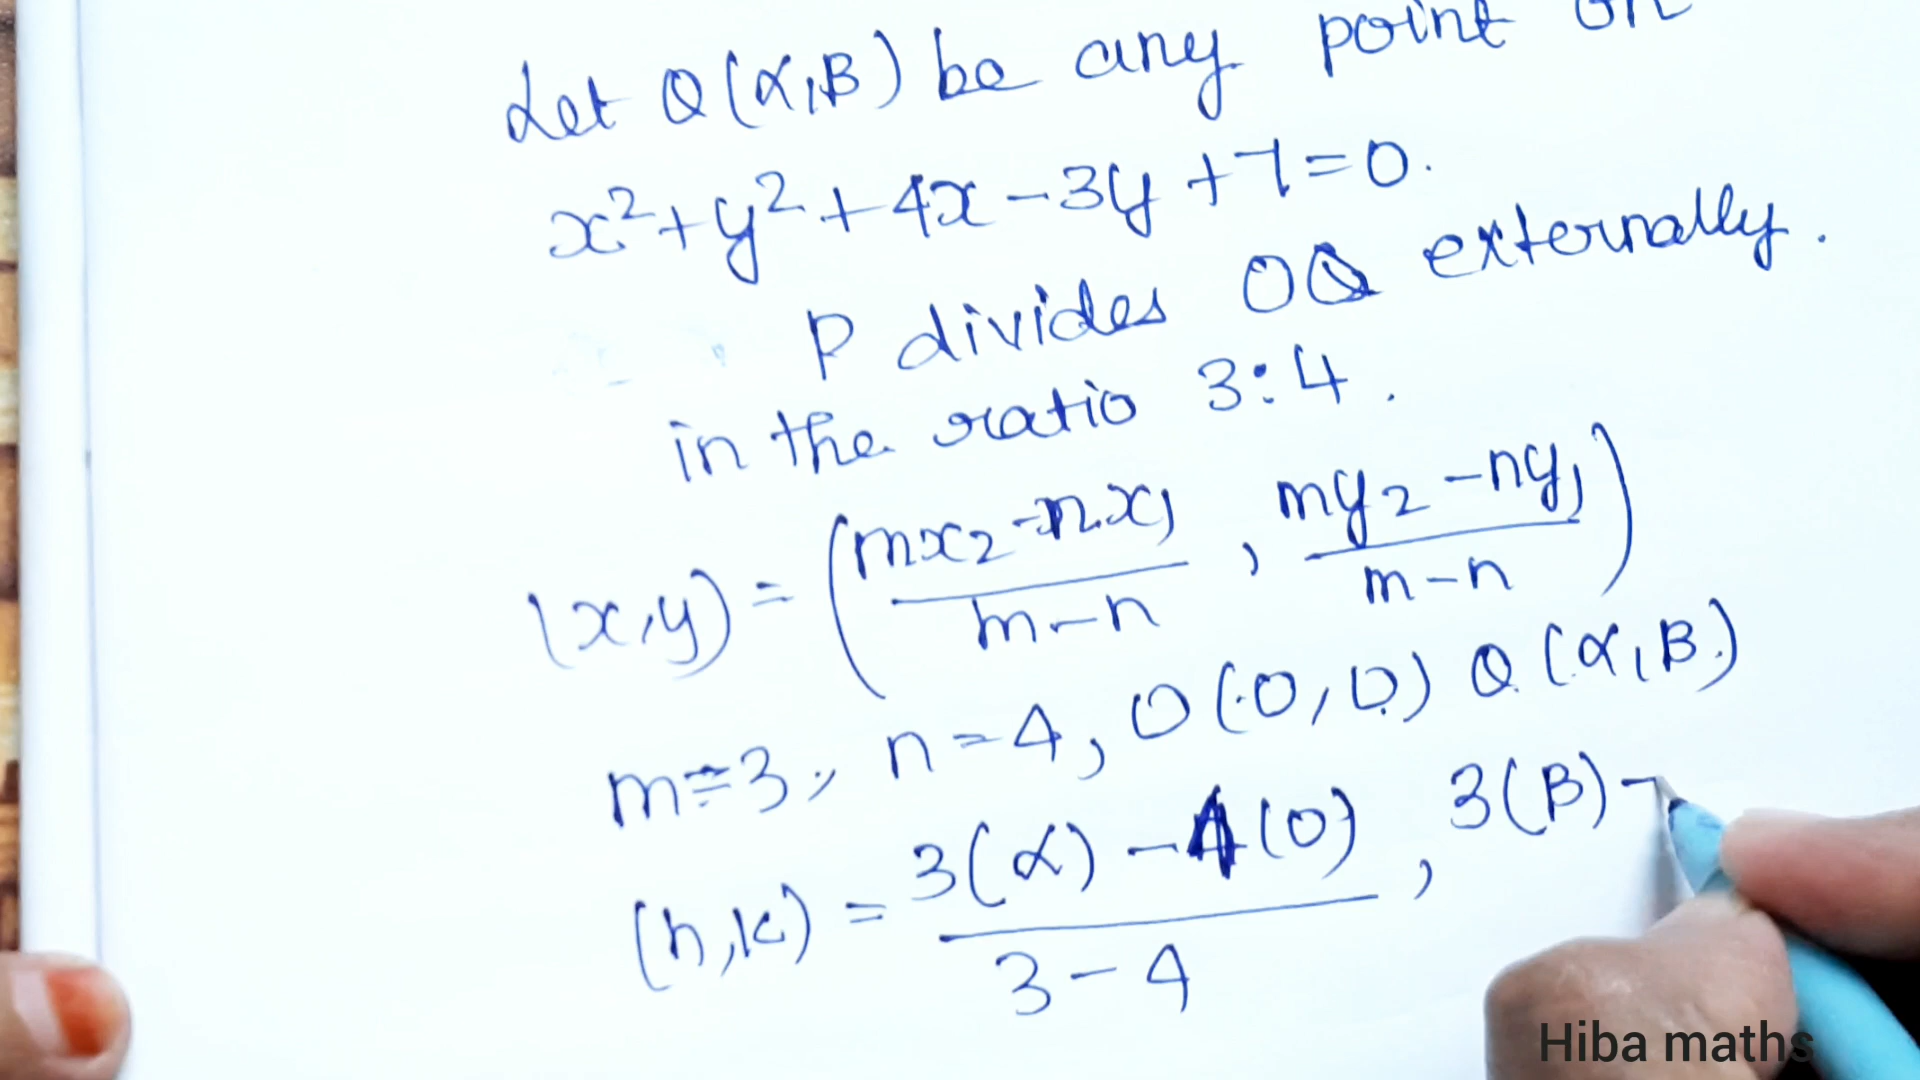 Let Q(α,β) be any point on
x²+y²+4x-3y+7=0.
P divides OQ externally.
in the ratio 3:4.
(x,y) = (mx₂-nx₁/m-n , my₂-ny₁/m-n)
m=3, n=4, O(0,0) Q(α,β)
(h,k) = 3(α)-4(0)/3-4 , 3(β)-
Hiba maths